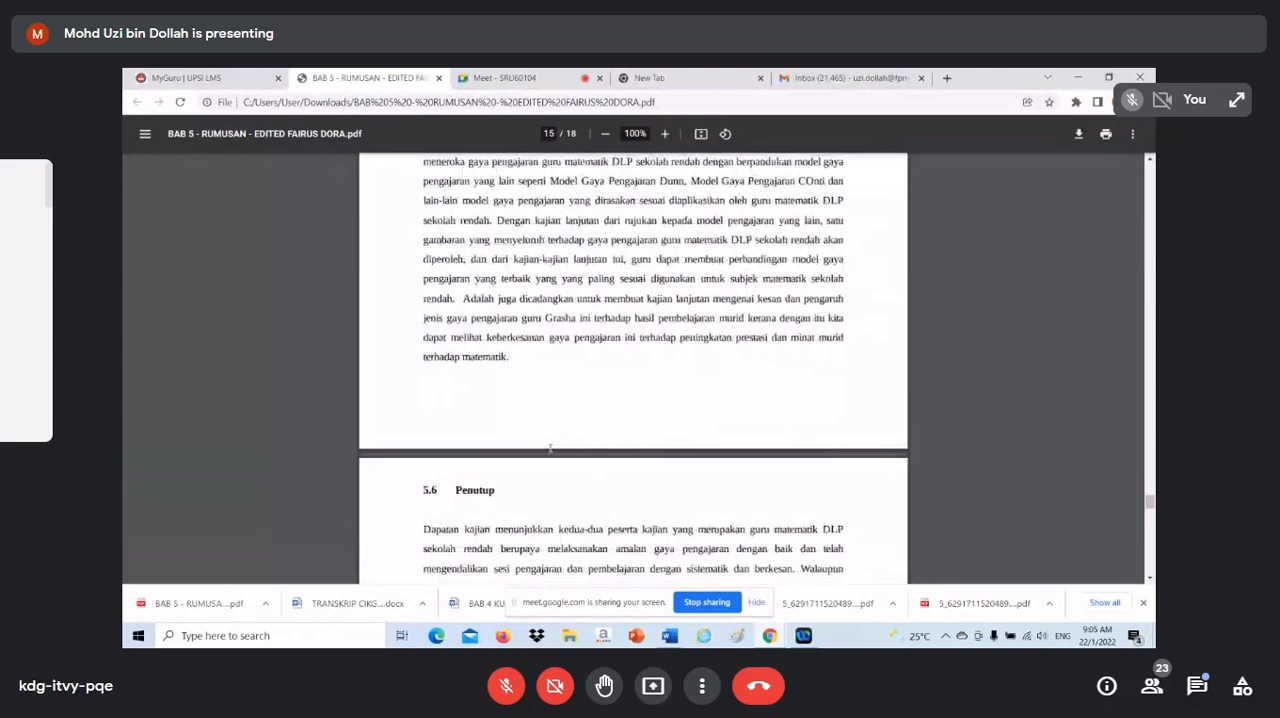 M
Mohd Uzi bin Dollah is presenting
MyGuru | UPSI LMS
BAB 5 - RUMUSAN - EDITED FAI
Meet - SRU60104
New Tab
Inbox (21,465) - uzi.dollah@fpm
File
C:/Users/User/Downloads/BAB%205%20-%20RUMUSAN%20-%20EDITED%20FAIRUS%20DORA.pdf
You
BAB 5 - RUMUSAN - EDITED FAIRUS DORA.pdf
15 / 18
100%
meneroka gaya pengajaran guru matematik DLP sekolah rendah dengan berpandukan model gaya
pengajaran yang lain seperti Model Gaya Pengajaran Dunn, Model Gaya Pengajaran COnti dan
lain-lain model gaya pengajaran yang dirasakan sesuai diaplikasikan oleh guru matematik DLP
sekolah rendah. Dengan kajian lanjutan dari rujukan kepada model pengajaran yang lain, satu
gambaran yang menyeluruh terhadap gaya pengajaran guru matematik DLP sekolah rendah akan
diperoleh, dan dari kajian-kajian lanjutan ini, guru dapat membuat perbandingan model gaya
pengajaran yang terbaik yang yang paling sesuai digunakan untuk subjek matematik sekolah
rendah. Adalah juga dicadangkan untuk membuat kajian lanjutan mengenai kesan dan pengaruh
jenis gaya pengajaran guru Grasha ini terhadap hasil pembelajaran murid kerana dengan itu kita
dapat melihat keberkesanan gaya pengajaran ini terhadap peningkatan prestasi dan minat murid
terhadap matematik.
5.6 Penutup
Dapatan kajian menunjukkan kedua-dua peserta kajian yang merupakan guru matematik DLP
sekolah rendah berupaya melaksanakan amalan gaya pengajaran dengan baik dan telah
mengendalikan sesi pengajaran dan pembelajaran dengan sistematik dan berkesan. Walaupun
BAB 5 - RUMUSA....pdf
TRANSKRIP CIKG....docx
BAB 4 KU
meet.google.com is sharing your screen.
Stop sharing
Hide
5_6291711520489....pdf
5_6291711520489....pdf
Show all
Type here to search
25°C
ENG
9:05 AM
22/1/2022
4
kdg-itvy-pqe
23